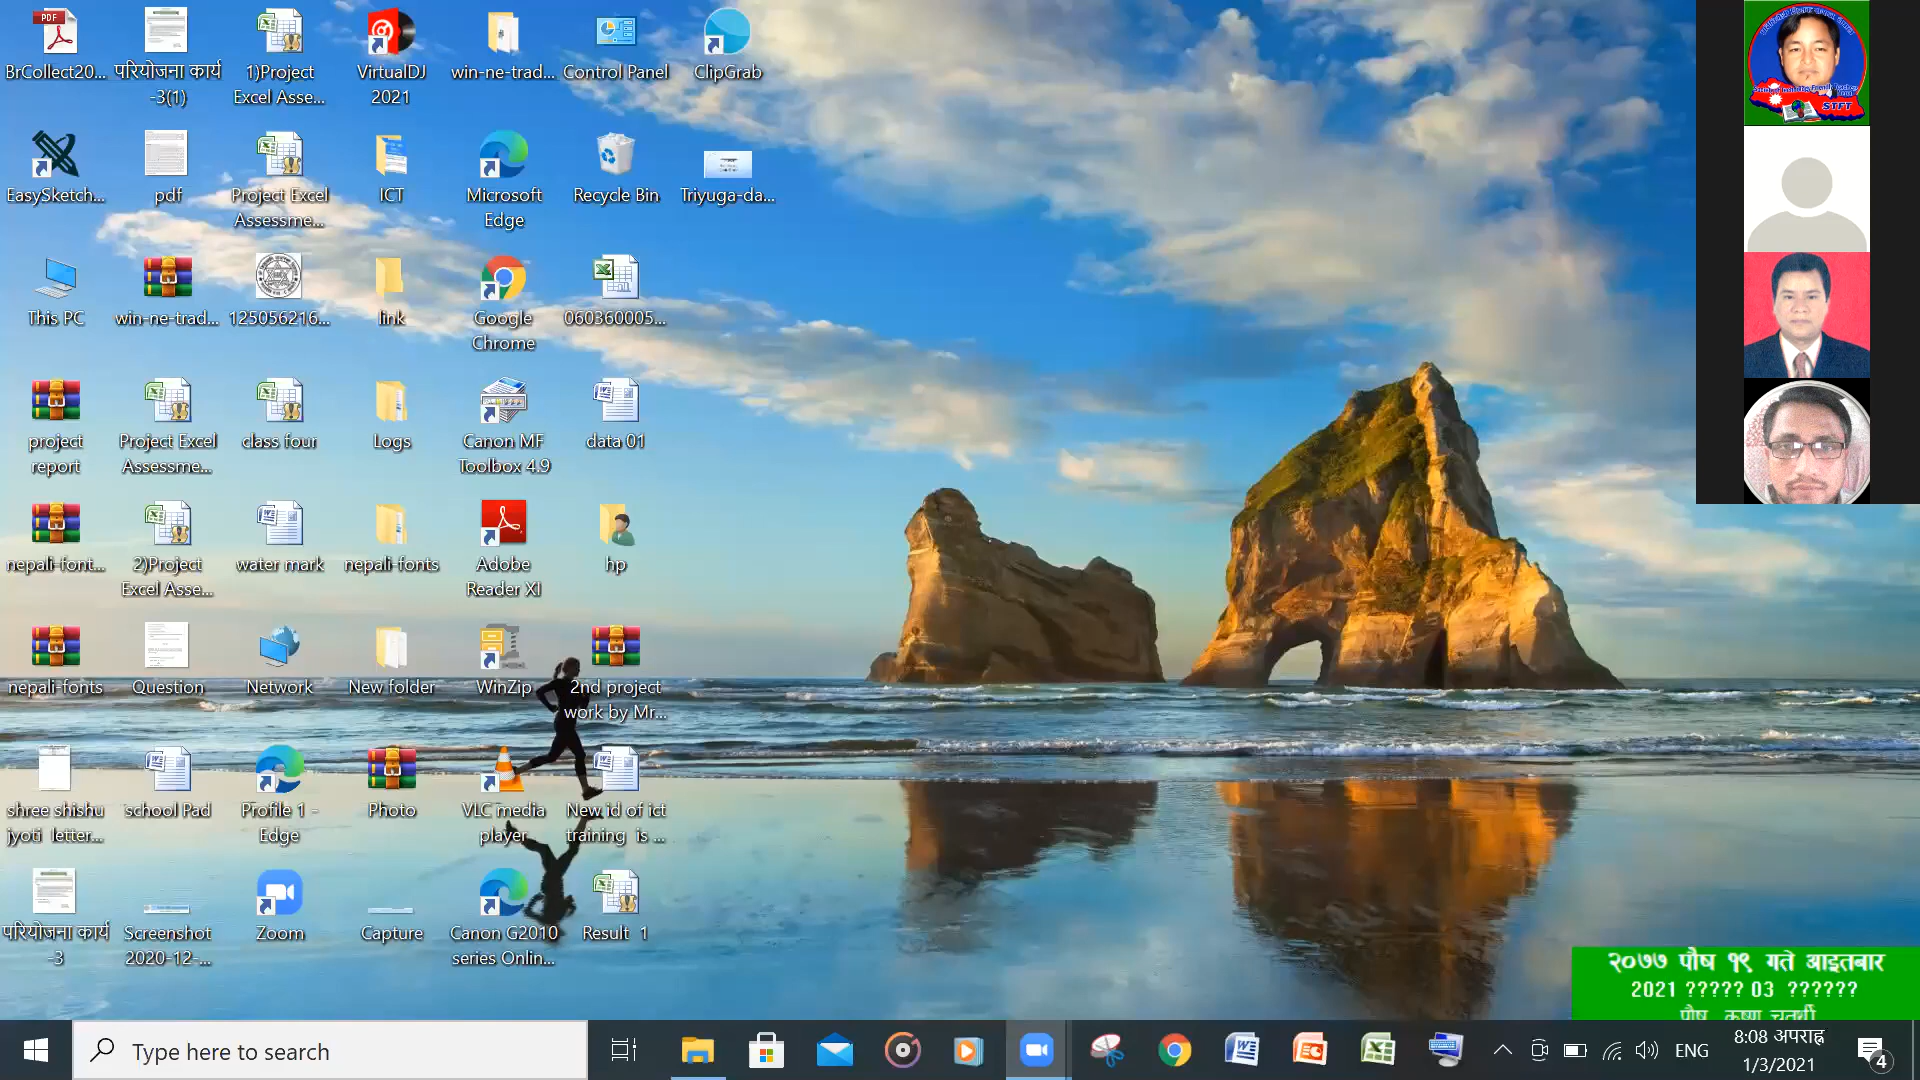 BrCollect20...
परियोजना कार्य
-3(1)
1)Project
Excel Asse...
VirtualDJ
2021
win-ne-trad...
Control Panel
ClipGrab
EasySketch...
pdf
Project Excel
Assessme...
ICT
Microsoft
Edge
Recycle Bin
Triyuga-da...
This PC
win-ne-trad...
125056216...
link
Google
Chrome
060360005...
project
report
Project Excel
Assessme...
class four
Logs
Canon MF
Toolbox 4.9
data 01
nepali-font...
2)Project
Excel Asse...
water mark
nepali-fonts
Adobe
Reader XI
hp
nepali-fonts
Question
Network
New folder
WinZip
2nd project
work by Mr...
shree shishu
jyoti letter...
school Pad
Profile 1 -
Edge
Photo
VLC media
player
New id of ict
training is ...
परियोजना कार्य
-3
Screenshot
2020-12-...
Zoom
Capture
Canon G2010
series Onlin...
Result 1
PDF
STFT
२०७७ पौष १९ गते आइतबार
2021 ????? 03 ??????
पौष कृष्ण चतुर्थी
Type here to search
ENG
8:08 अपराह्न
1/3/2021
4